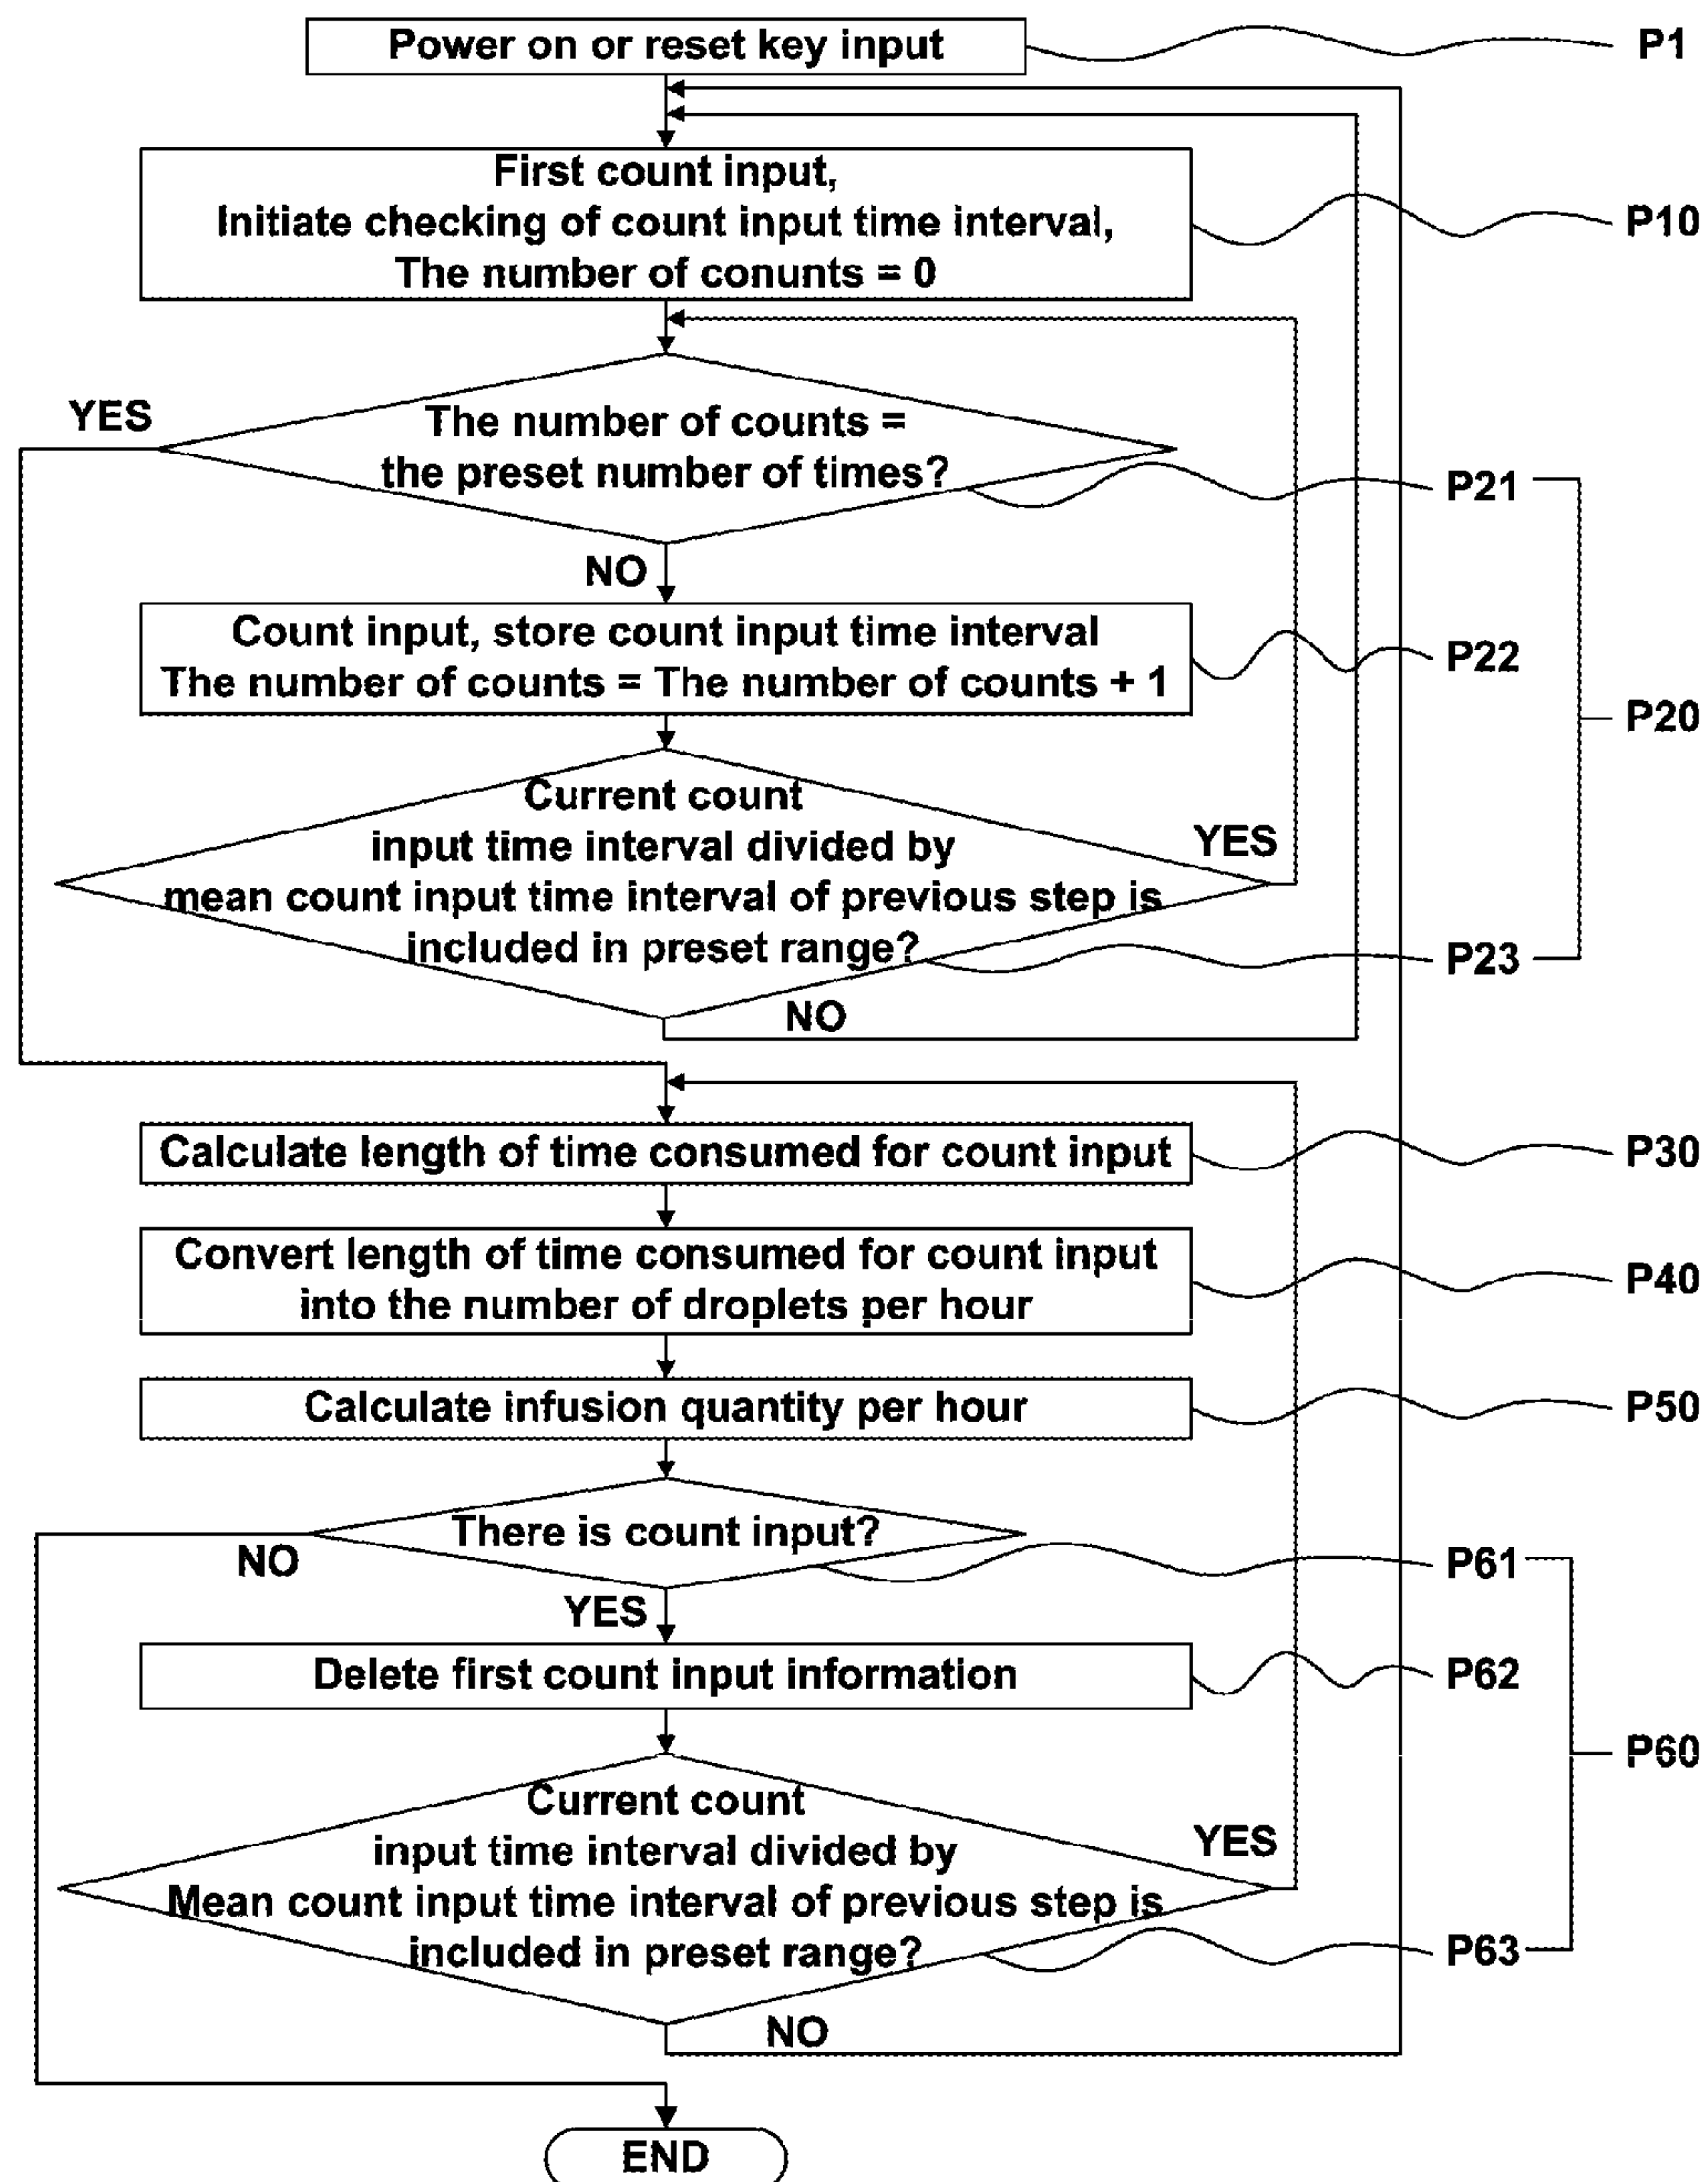 Power on or reset key input
P1
First count input,
Initiate checking of count input time interval,
The number of conunts = 0
P10
YES
The number of counts =
the preset number of times?
P21
NO
Count input, store count input time interval
The number of counts = The number of counts + 1
P22
P20
Current count
input time interval divided by
mean count input time interval of previous step is
included in preset range?
YES
P23
NO
Calculate length of time consumed for count input
P30
Convert length of time consumed for count input
into the number of droplets per hour
P40
Calculate infusion quantity per hour
P50
There is count input?
NO
P61
YES
Delete first count input information
P62
P60
Current count
input time interval divided by
Mean count input time interval of previous step is
included in preset range?
YES
P63
NO
END